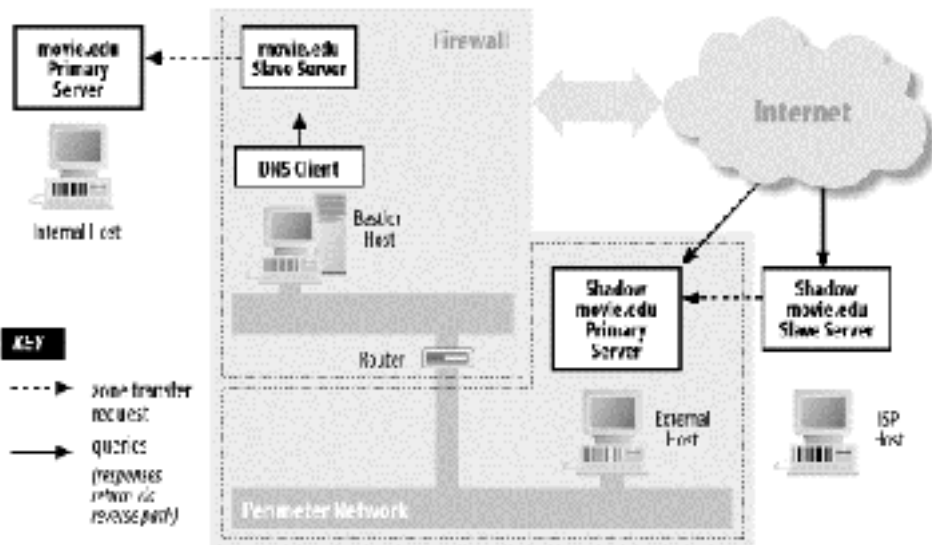 movie.edu
Primary
Server
Internal Host
movie.edu
Slave Server
Firewall
DNS Client
Bastion
Host
Router
Internet
Shadow
movie.edu
Primary
Server
Shadow
movie.edu
Slave Server
External
Host
ISP
Host
Perimeter Network
KEY
zone transfer
request
queries
(responses
return via
reverse path)